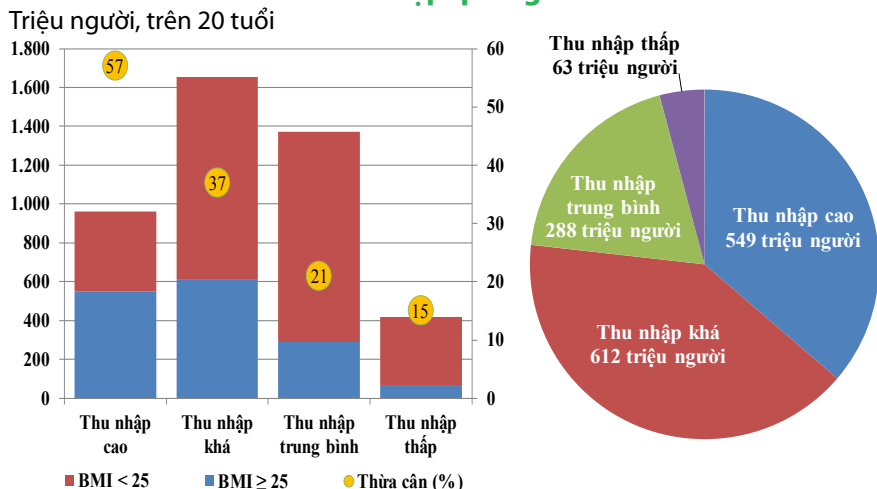 Triệu người, trên 20 tuổi
1.800
1.600
1.400
1.200
1.000
800
600
400
200
0
60
50
40
30
20
10
0
57
37
21
15
Thu nhập
cao
Thu nhập
khá
Thu nhập
trung bình
Thu nhập
thấp
BMI < 25
BMI ≥ 25
Thừa cân (%)
Thu nhập thấp
63 triệu người
Thu nhập
trung bình
288 triệu người
Thu nhập cao
549 triệu người
Thu nhập khá
612 triệu người